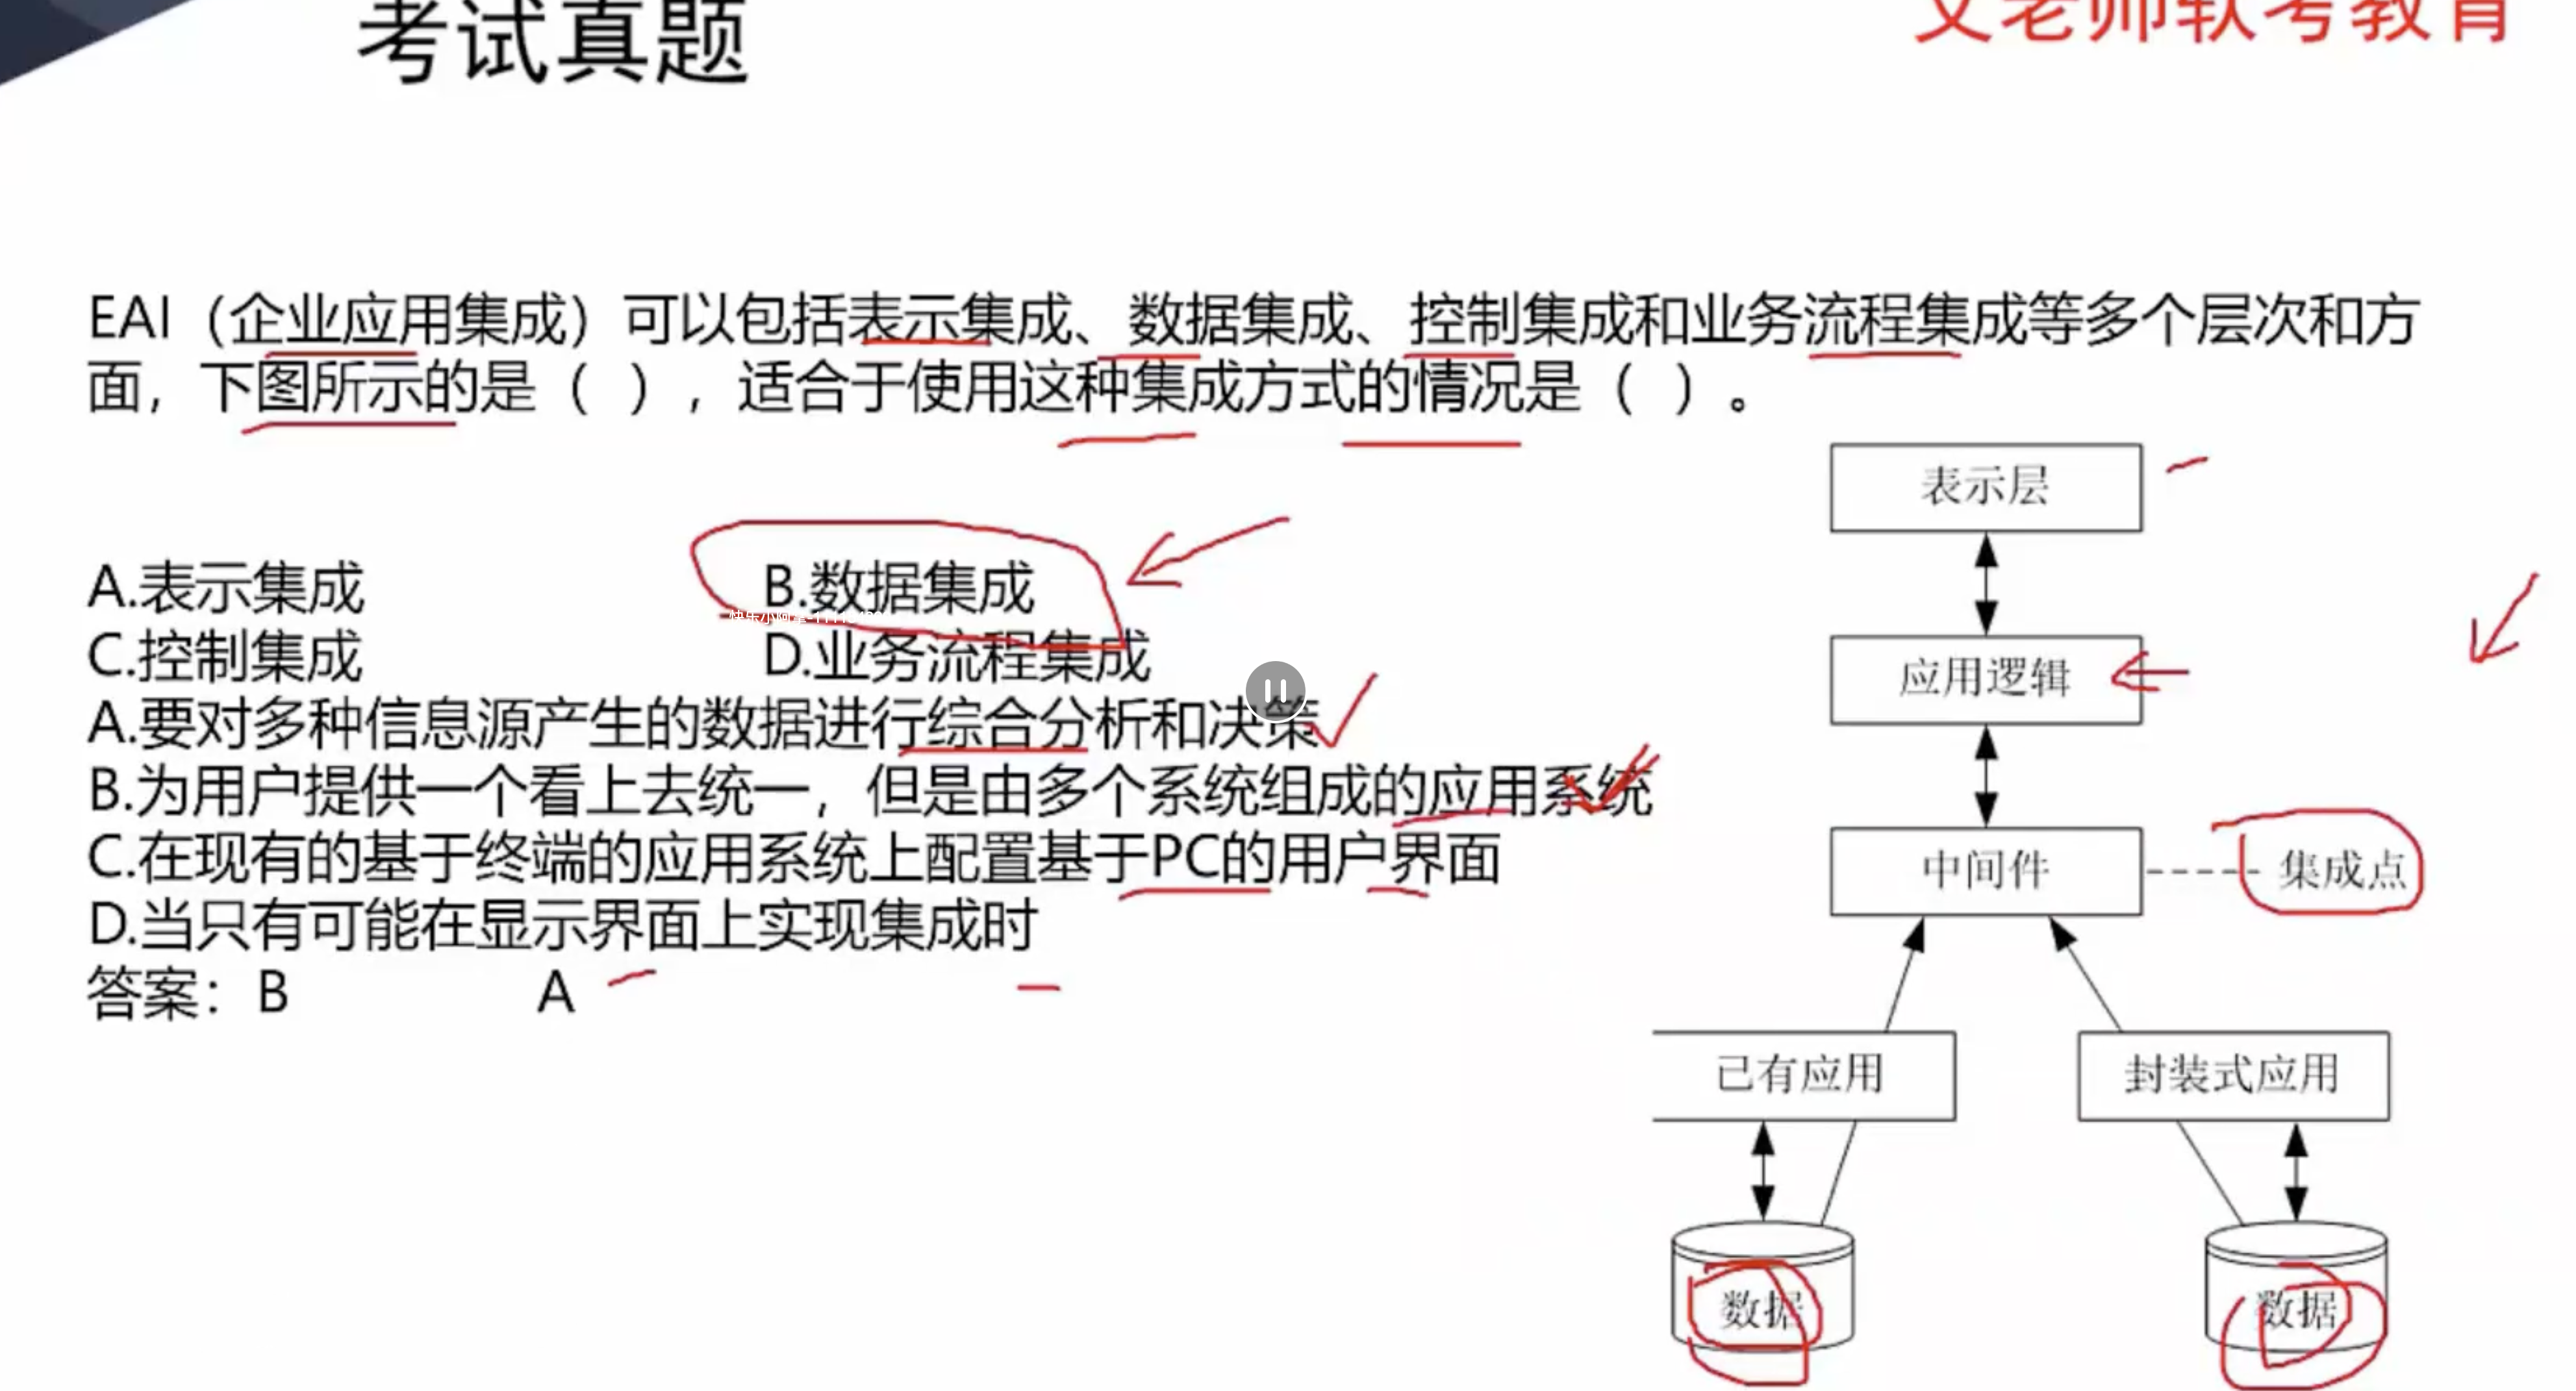 考试真题
文老师软考教育
EAI（企业应用集成）可以包括表示集成、数据集成、控制集成和业务流程集成等多个层次和方
面，下图所示的是（ ），适合于使用这种集成方式的情况是（ ）。
A.表示集成 B.数据集成
C.控制集成 D.业务流程集成
A.要对多种信息源产生的数据进行综合分析和决策
B.为用户提供一个看上去统一，但是由多个系统组成的应用系统
C.在现有的基于终端的应用系统上配置基于PC的用户界面
D.当只有可能在显示界面上实现集成时
答案：B A
表示层
应用逻辑
中间件 集成点
已有应用 封装式应用
数据 数据